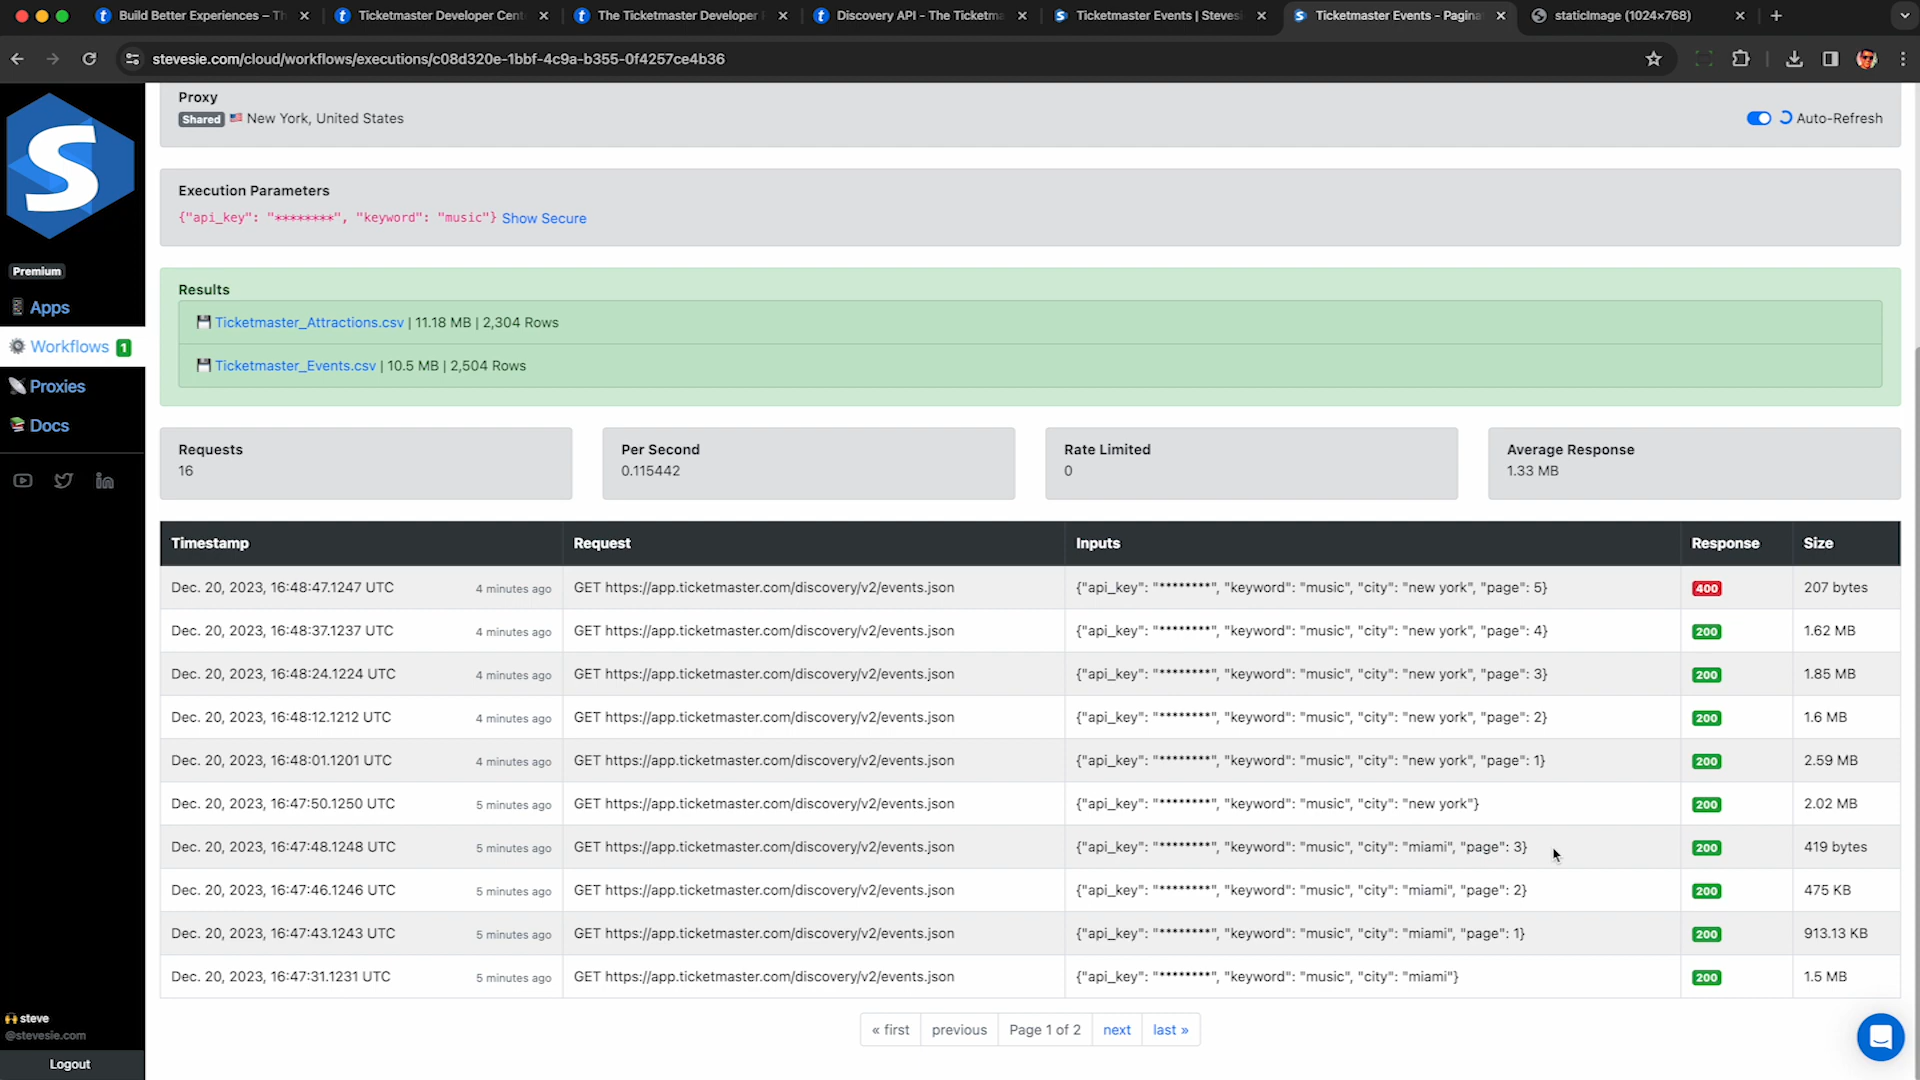 Build Better Experiences – Th
Ticketmaster Developer Cent
The Ticketmaster Developer
Discovery API - The Ticketma
Ticketmaster Events | Stevesi
Ticketmaster Events - Pagina
staticImage (1024×768)
stevesie.com/cloud/workflows/executions/c08d320e-1bbf-4c9a-b355-0f4257ce4b36
S
Premium
Apps
Workflows 1
Proxies
Docs
steve
@stevesie.com
Logout
Proxy
Shared New York, United States
Auto-Refresh
Execution Parameters
{"api_key": "********", "keyword": "music"} Show Secure
Results
Ticketmaster_Attractions.csv | 11.18 MB | 2,304 Rows
Ticketmaster_Events.csv | 10.5 MB | 2,504 Rows
Requests
16
Per Second
0.115442
Rate Limited
0
Average Response
1.33 MB
Timestamp Request Inputs Response Size
Dec. 20, 2023, 16:48:47.1247 UTC 4 minutes ago GET https://app.ticketmaster.com/discovery/v2/events.json {"api_key": "********", "keyword": "music", "city": "new york", "page": 5} 400 207 bytes
Dec. 20, 2023, 16:48:37.1237 UTC 4 minutes ago GET https://app.ticketmaster.com/discovery/v2/events.json {"api_key": "********", "keyword": "music", "city": "new york", "page": 4} 200 1.62 MB
Dec. 20, 2023, 16:48:24.1224 UTC 4 minutes ago GET https://app.ticketmaster.com/discovery/v2/events.json {"api_key": "********", "keyword": "music", "city": "new york", "page": 3} 200 1.85 MB
Dec. 20, 2023, 16:48:12.1212 UTC 4 minutes ago GET https://app.ticketmaster.com/discovery/v2/events.json {"api_key": "********", "keyword": "music", "city": "new york", "page": 2} 200 1.6 MB
Dec. 20, 2023, 16:48:01.1201 UTC 4 minutes ago GET https://app.ticketmaster.com/discovery/v2/events.json {"api_key": "********", "keyword": "music", "city": "new york", "page": 1} 200 2.59 MB
Dec. 20, 2023, 16:47:50.1250 UTC 5 minutes ago GET https://app.ticketmaster.com/discovery/v2/events.json {"api_key": "********", "keyword": "music", "city": "new york"} 200 2.02 MB
Dec. 20, 2023, 16:47:48.1248 UTC 5 minutes ago GET https://app.ticketmaster.com/discovery/v2/events.json {"api_key": "********", "keyword": "music", "city": "miami", "page": 3} 200 419 bytes
Dec. 20, 2023, 16:47:46.1246 UTC 5 minutes ago GET https://app.ticketmaster.com/discovery/v2/events.json {"api_key": "********", "keyword": "music", "city": "miami", "page": 2} 200 475 KB
Dec. 20, 2023, 16:47:43.1243 UTC 5 minutes ago GET https://app.ticketmaster.com/discovery/v2/events.json {"api_key": "********", "keyword": "music", "city": "miami", "page": 1} 200 913.13 KB
Dec. 20, 2023, 16:47:31.1231 UTC 5 minutes ago GET https://app.ticketmaster.com/discovery/v2/events.json {"api_key": "********", "keyword": "music", "city": "miami"} 200 1.5 MB
« first previous Page 1 of 2 next last »